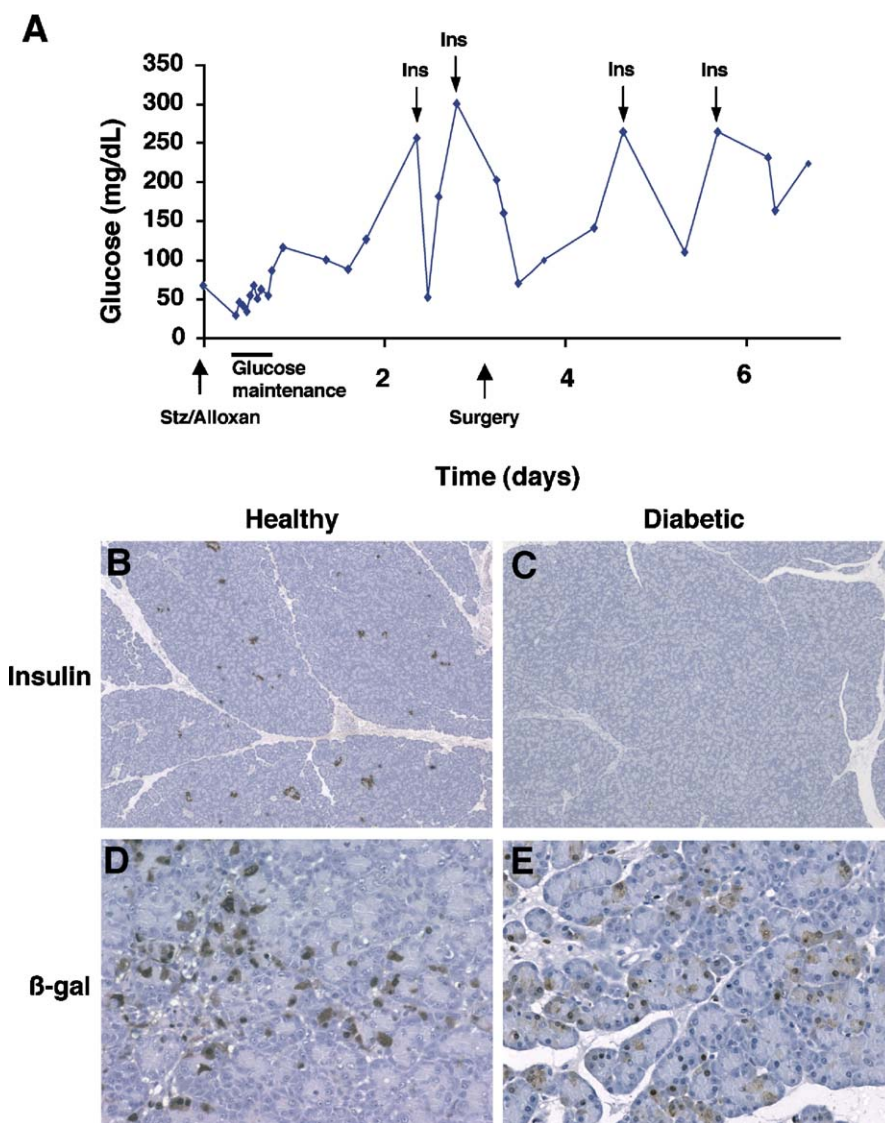 A
Ins
Ins
Ins
Ins
350
300
250
200
150
100
50
0
Glucose (mg/dL)
2
4
6
Glucose
maintenance
Stz/Alloxan
Surgery
Time (days)
Healthy
Diabetic
B
C
Insulin
D
E
ß-gal